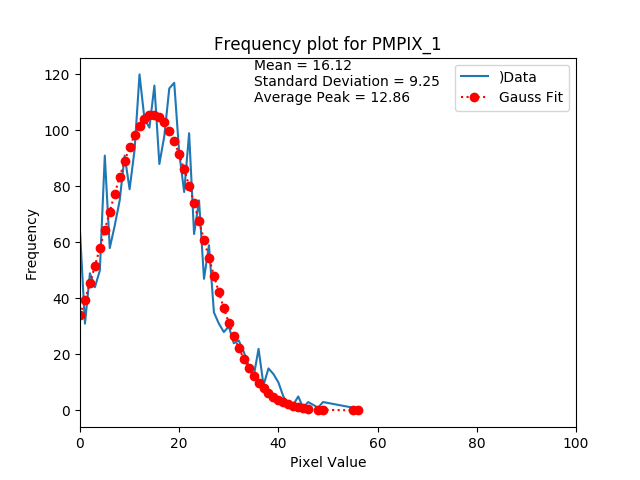 Frequency plot for PMPIX_1
Mean = 16.12
Standard Deviation = 9.25
Average Peak = 12.86
)Data
Gauss Fit
Frequency
120
100
80
60
40
20
0
0 20 40 60 80 100
Pixel Value